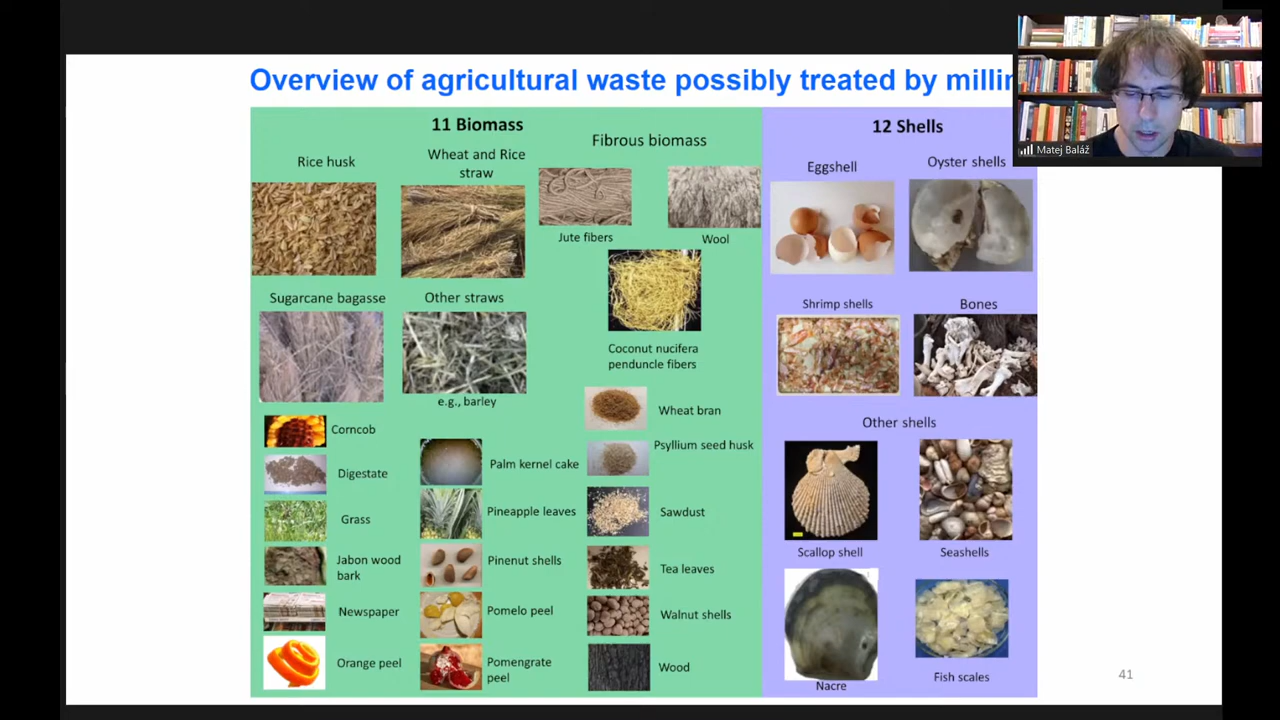 Overview of agricultural waste possibly treated by millin
Matej Baláž
11 Biomass
Rice husk
Wheat and Rice
straw
Fibrous biomass
Jute fibers
Wool
Sugarcane bagasse
Other straws
e.g., barley
Coconut nucifera
penduncle fibers
Corncob
Digestate
Grass
Jabon wood
bark
Newspaper
Orange peel
Palm kernel cake
Pineapple leaves
Pinenut shells
Pomelo peel
Pomengrate
peel
Wheat bran
Psyllium seed husk
Sawdust
Tea leaves
Walnut shells
Wood
12 Shells
Eggshell
Oyster shells
Shrimp shells
Bones
Other shells
Scallop shell
Seashells
Nacre
Fish scales
41